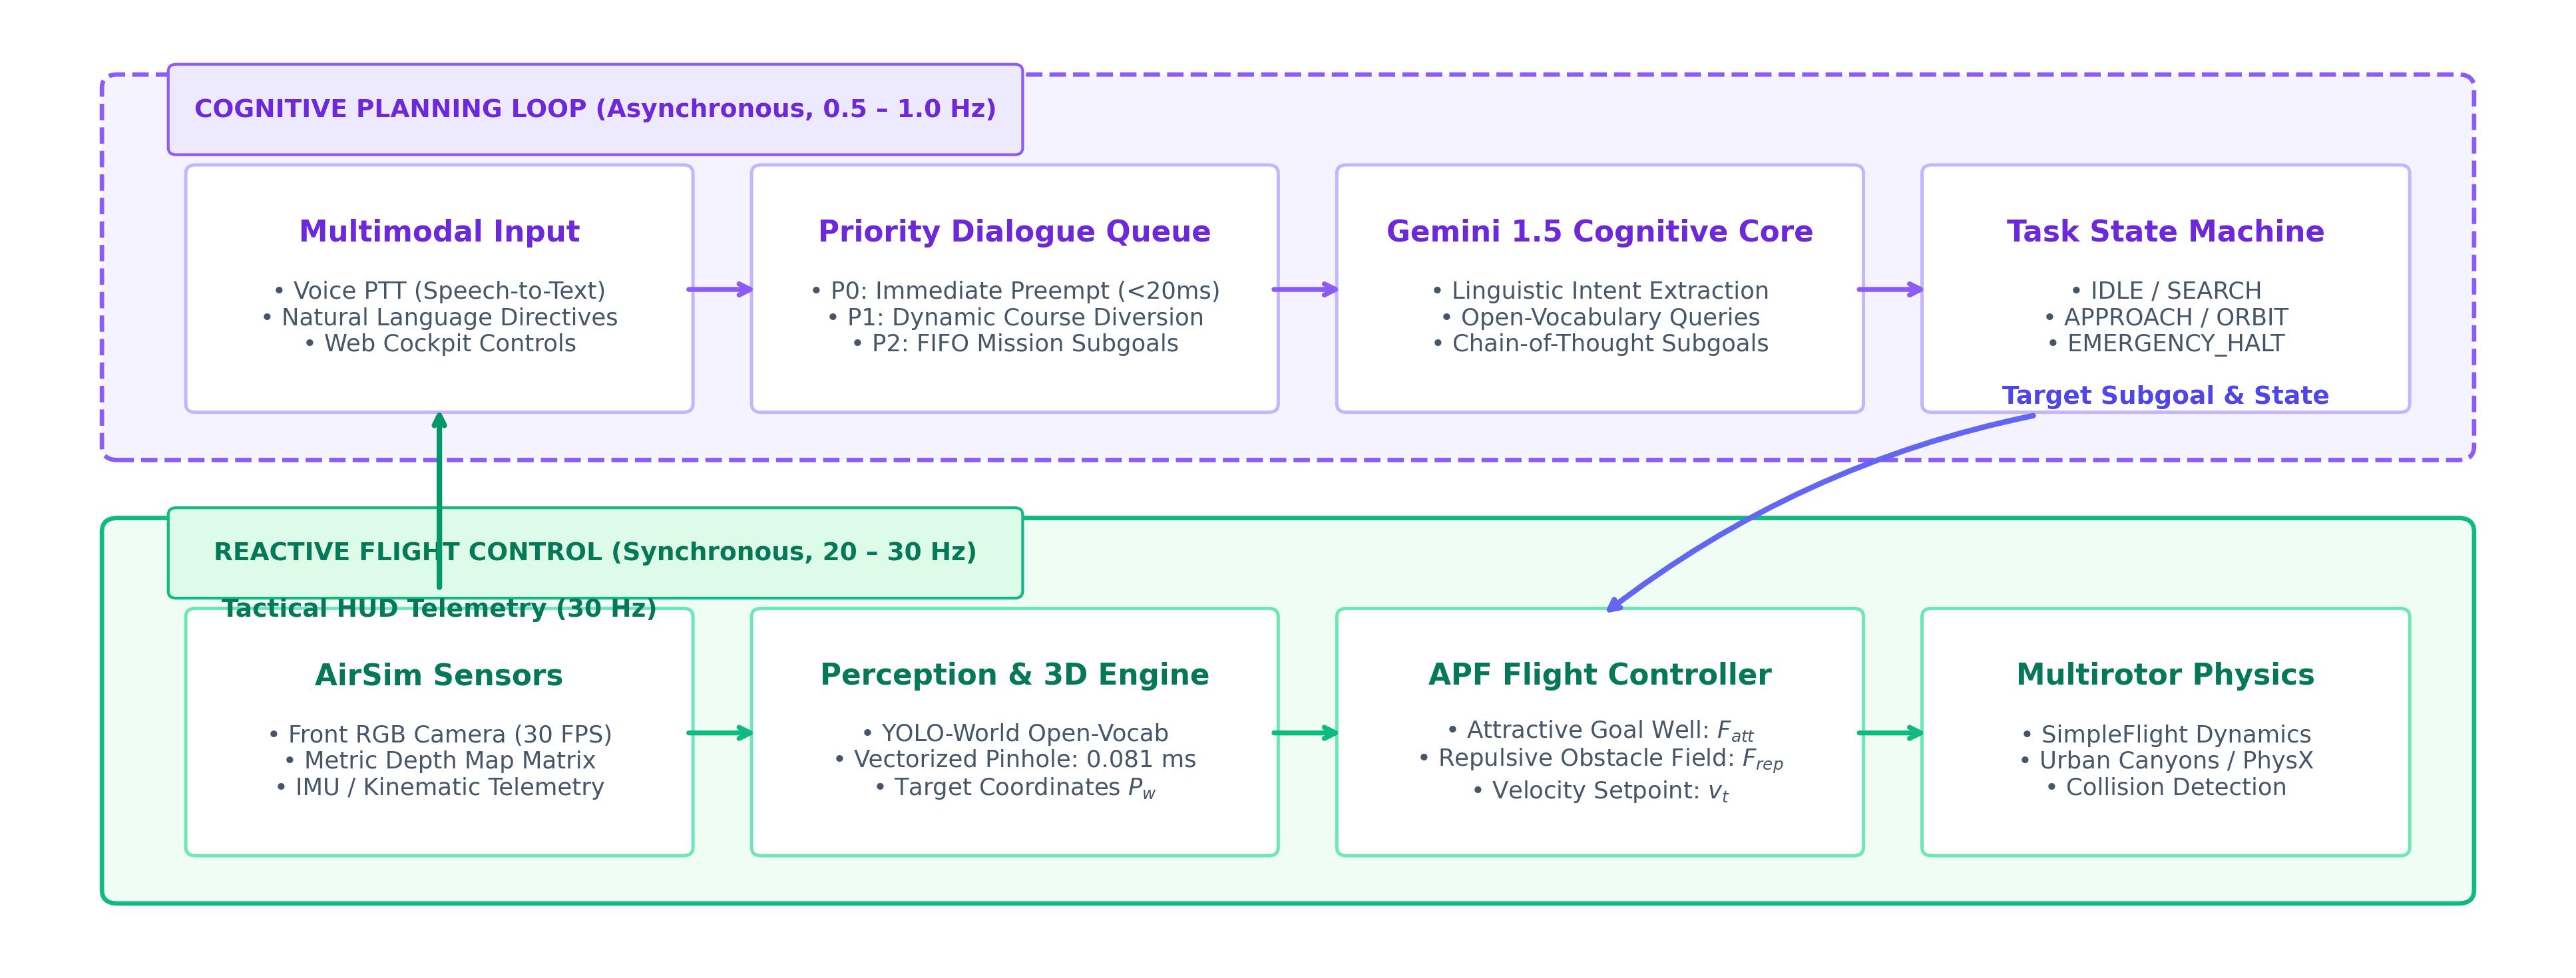 COGNITIVE PLANNING LOOP (Asynchronous, 0.5 – 1.0 Hz)
Multimodal Input
• Voice PTT (Speech-to-Text)
• Natural Language Directives
• Web Cockpit Controls
Priority Dialogue Queue
• P0: Immediate Preempt (<20ms)
• P1: Dynamic Course Diversion
• P2: FIFO Mission Subgoals
Gemini 1.5 Cognitive Core
• Linguistic Intent Extraction
• Open-Vocabulary Queries
• Chain-of-Thought Subgoals
Task State Machine
• IDLE / SEARCH
• APPROACH / ORBIT
• EMERGENCY_HALT
Target Subgoal & State
REACTIVE FLIGHT CONTROL (Synchronous, 20 – 30 Hz)
Tactical HUD Telemetry (30 Hz)
AirSim Sensors
• Front RGB Camera (30 FPS)
• Metric Depth Map Matrix
• IMU / Kinematic Telemetry
Perception & 3D Engine
• YOLO-World Open-Vocab
• Vectorized Pinhole: 0.081 ms
• Target Coordinates P_w
APF Flight Controller
• Attractive Goal Well: F_att
• Repulsive Obstacle Field: F_rep
• Velocity Setpoint: v_t
Multirotor Physics
• SimpleFlight Dynamics
• Urban Canyons / PhysX
• Collision Detection